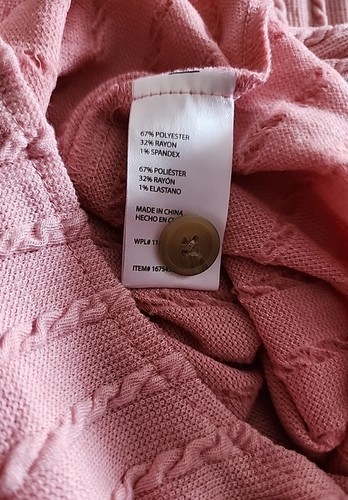 67% POLYESTER
32% RAYON
1% SPANDEX
67% POLIÉSTER
32% RAYÓN
1% ELASTANO
MADE IN CHINA
HECHO EN
WPL#
ITEM#